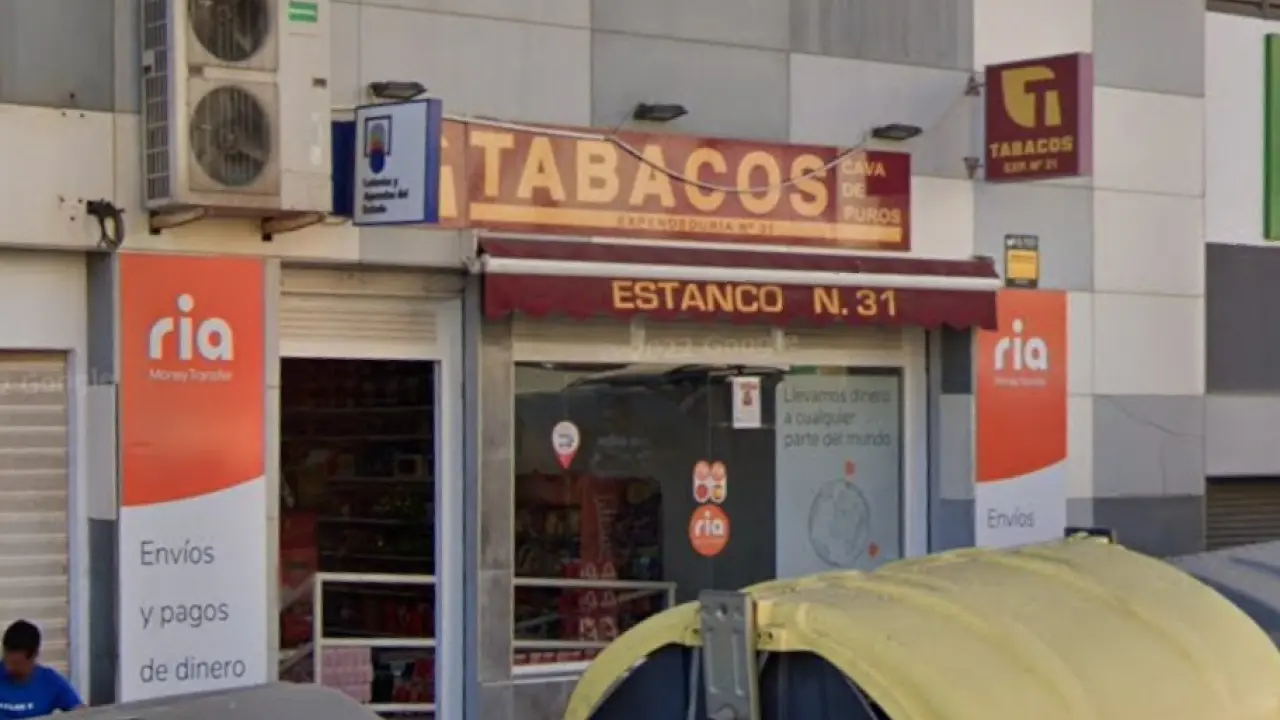 Loterías y
Apuestas del
Estado
TABACOS
EXPENDEDURIA Nº 31
CAVA
DE
PUROS
TABACOS
EXP. Nº 31
ESTANCO N. 31
ria
Money Transfer
Envíos
y pagos
de dinero
Llevamos dinero
a cualquier
parte del mundo
ria
ria
Money Transfer
Envíos